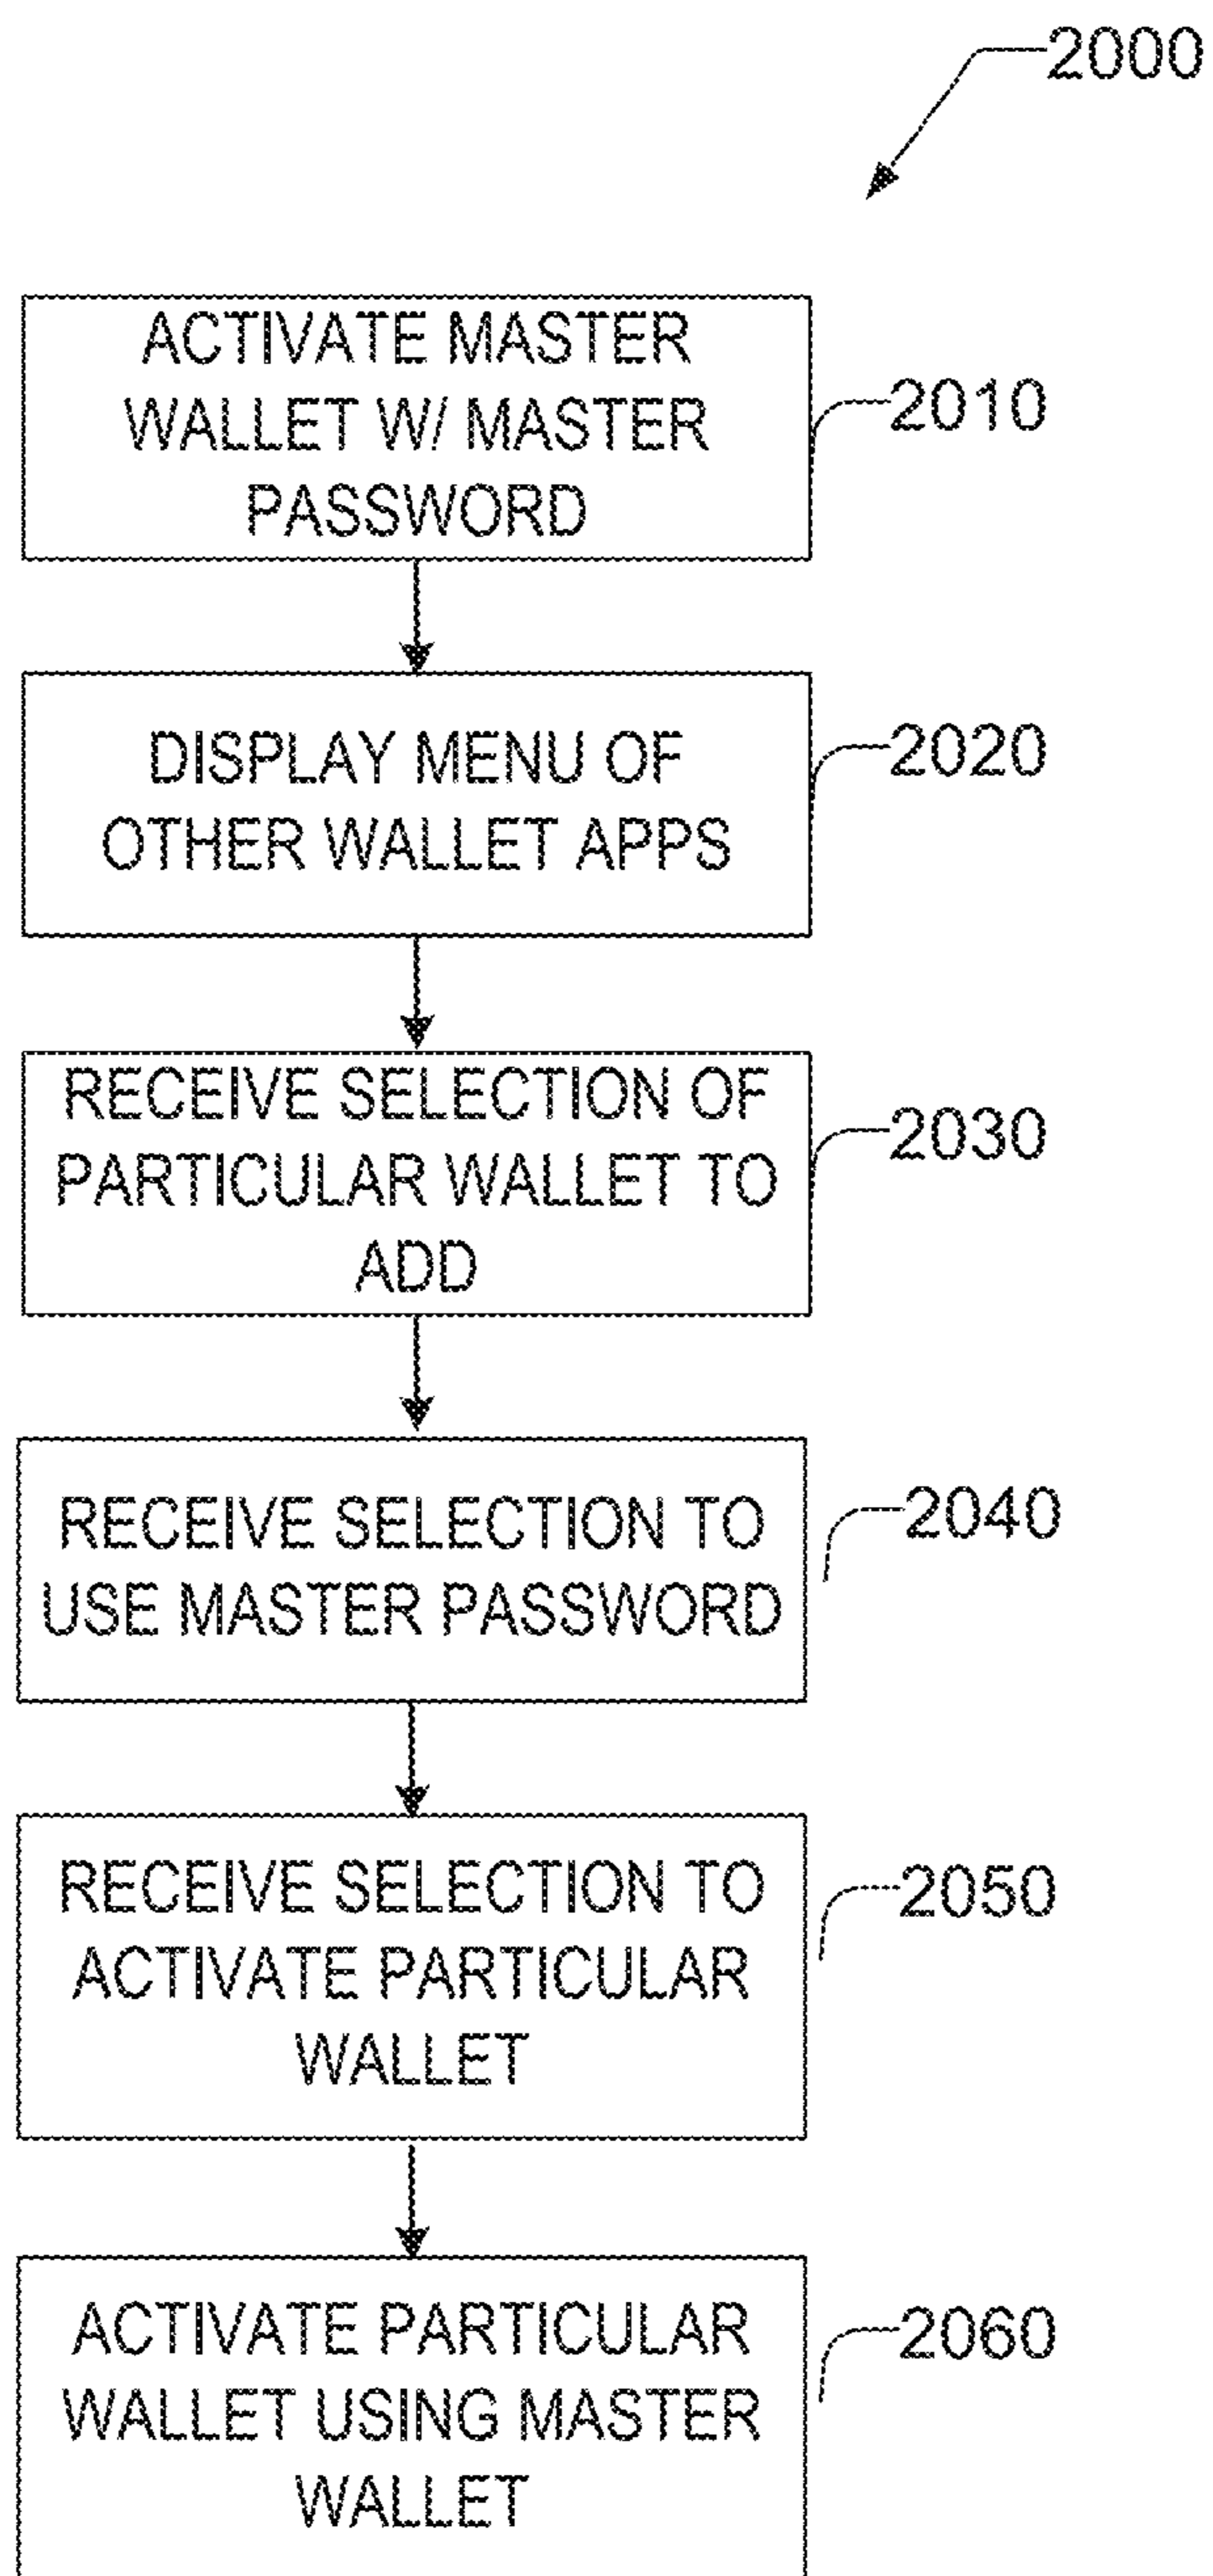 2000
ACTIVATE MASTER
WALLET W/ MASTER
PASSWORD
2010
DISPLAY MENU OF
OTHER WALLET APPS
2020
RECEIVE SELECTION OF
PARTICULAR WALLET TO
ADD
2030
RECEIVE SELECTION TO
USE MASTER PASSWORD
2040
RECEIVE SELECTION TO
ACTIVATE PARTICULAR
WALLET
2050
ACTIVATE PARTICULAR
WALLET USING MASTER
WALLET
2060